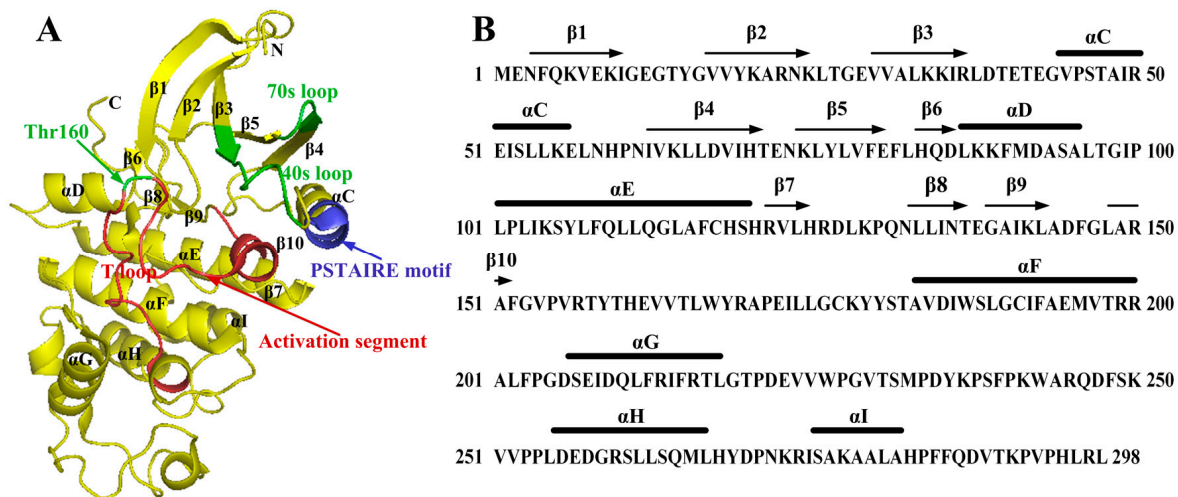 A
N
C
β1
β2
70s loop
β3
β5
Thr160
β4
β6
40s loop
αD
β8
αC
β9
β10
αE
PSTAIRE motif
T-loop
β7
αF
αI
Activation segment
αG
αH
B
β1 β2 β3 αC
1 MENFQKVEKIGEGTYGVVYKARNKLTGEVVALKKIRLDTETEGVPSTAIR 50
αC β4 β5 β6 αD
51 EISLLKELNHPNIVKLLDVIHTENKLYLVFEFLHQDLKKFMDASALTGIP 100
αE β7 β8 β9
101 LPLIKSYLFQLLQGLAFCHSHRVLHRDLKPQNLLINTEGAIKLADFGLAR 150
β10 αF
151 AFGVPVRTYTHEVVTLWYRAPEILLGCKYYSTAVDIWSLGCIFAEMVTRR 200
αG
201 ALFPGDSEIDQLFRIFRTLGTPDEVVWPGVTSMPDYKPSFPKWARQDFSK 250
αH αI
251 VVPPLDEDGRSLLSQMLHYDPNKRISAKAALAHPFFQDVTKPVPHLRL 298